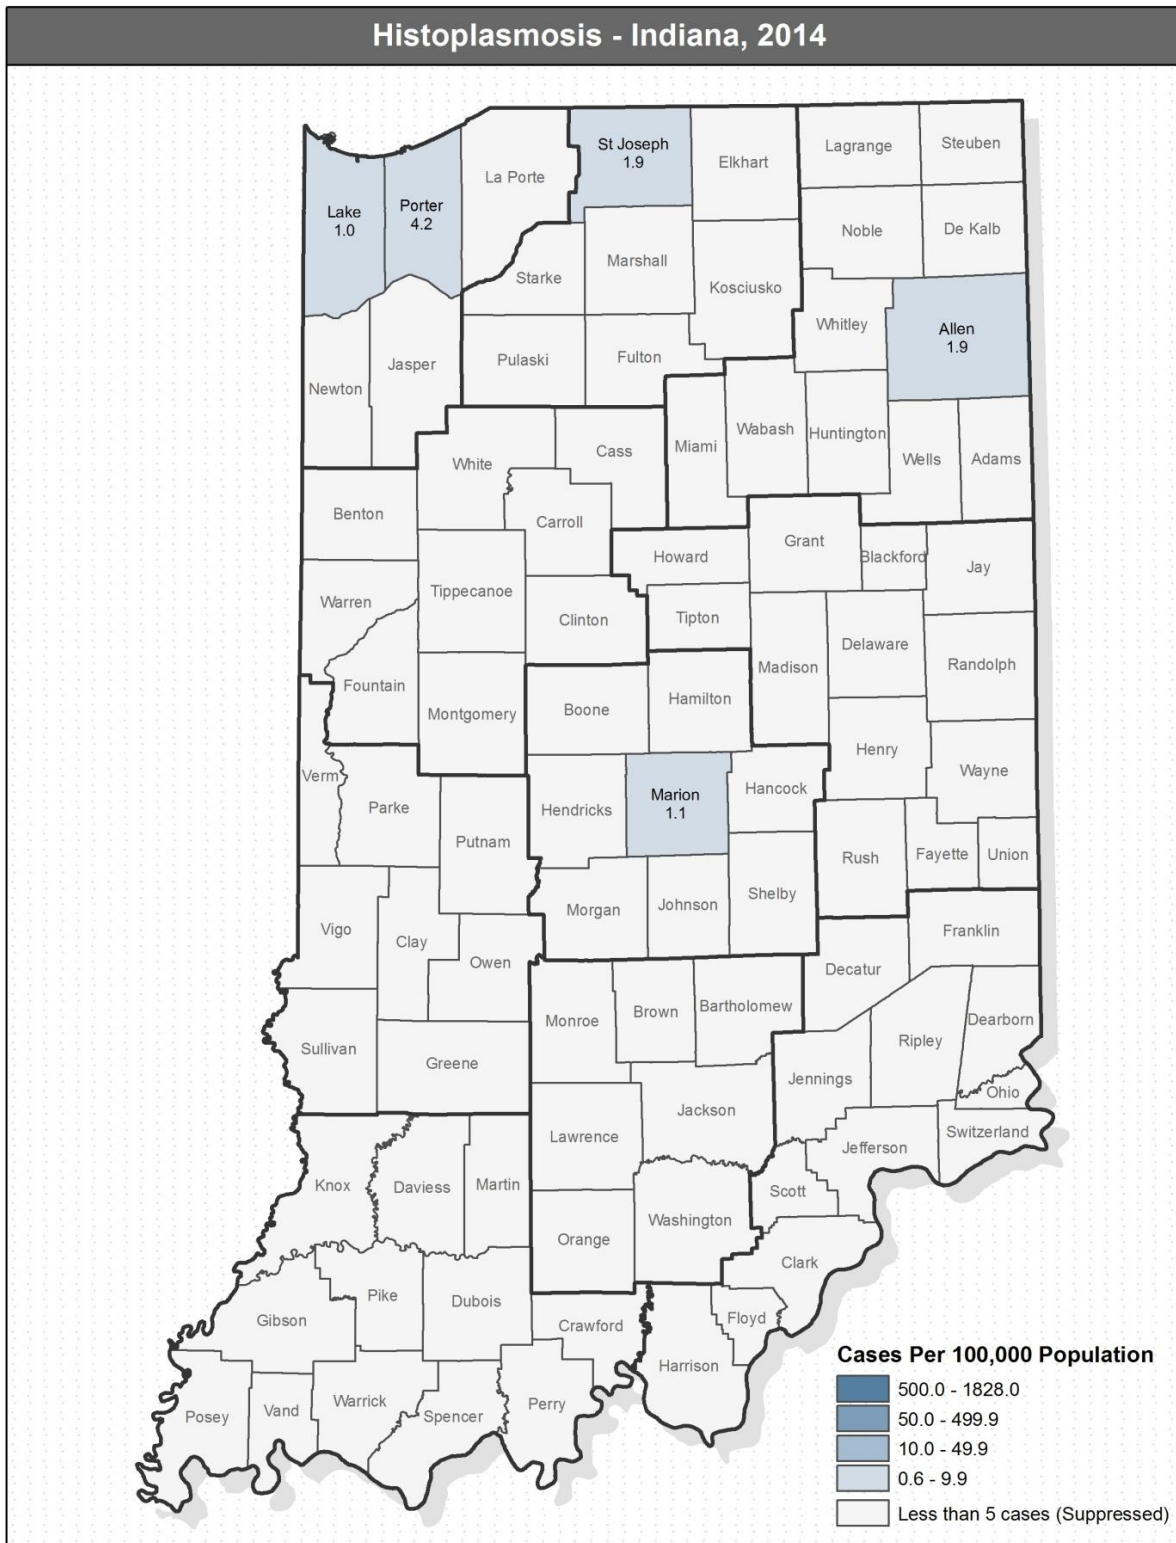 Histoplasmosis - Indiana, 2014
Lake
1.0
Porter
4.2
La Porte
St Joseph
1.9
Elkhart
Lagrange
Steuben
Noble
De Kalb
Starke
Marshall
Kosciusko
Whitley
Allen
1.9
Newton
Jasper
Pulaski
Fulton
Miami
Wabash
Huntington
Wells
Adams
White
Cass
Benton
Carroll
Howard
Grant
Blackford
Jay
Warren
Tippecanoe
Clinton
Tipton
Madison
Delaware
Randolph
Fountain
Montgomery
Boone
Hamilton
Henry
Wayne
Verm
Parke
Putnam
Hendricks
Marion
1.1
Hancock
Rush
Fayette
Union
Vigo
Clay
Owen
Morgan
Johnson
Shelby
Franklin
Decatur
Sullivan
Greene
Monroe
Brown
Bartholomew
Jennings
Ripley
Dearborn
Ohio
Switzerland
Jackson
Lawrence
Jefferson
Knox
Daviess
Martin
Orange
Washington
Scott
Clark
Gibson
Pike
Dubois
Crawford
Floyd
Harrison
Posey
Vand
Warrick
Spencer
Perry
Cases Per 100,000 Population
500.0 - 1828.0
50.0 - 499.9
10.0 - 49.9
0.6 - 9.9
Less than 5 cases (Suppressed)